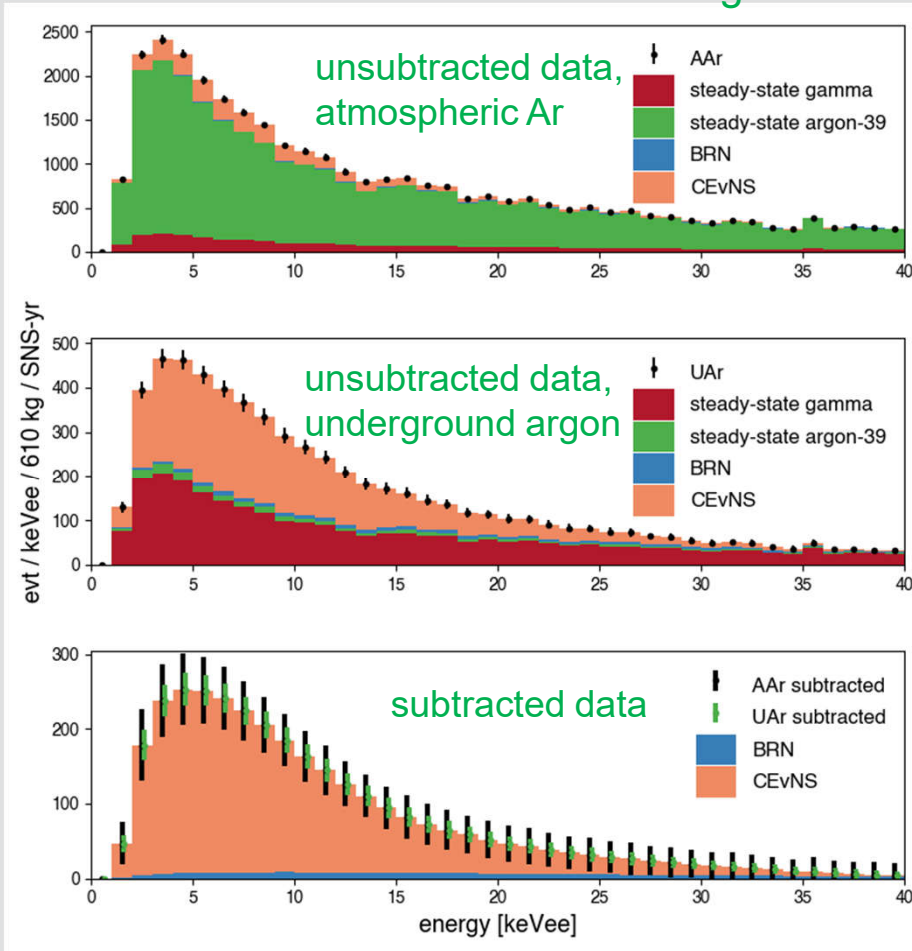 g
2500
2000
1500
1000
500
0
unsubtracted data,
atmospheric Ar
AAr
steady-state gamma
steady-state argon-39
BRN
CEvNS
0 5 10 15 20 25 30 35 40
evt / keVee / 610 kg / SNS-yr
500
400
300
200
100
0
unsubtracted data,
underground argon
UAr
steady-state gamma
steady-state argon-39
BRN
CEvNS
0 5 10 15 20 25 30 35 40
300
200
100
0
subtracted data
AAr subtracted
UAr subtracted
BRN
CEvNS
0 5 10 15 20 25 30 35 40
energy [keVee]